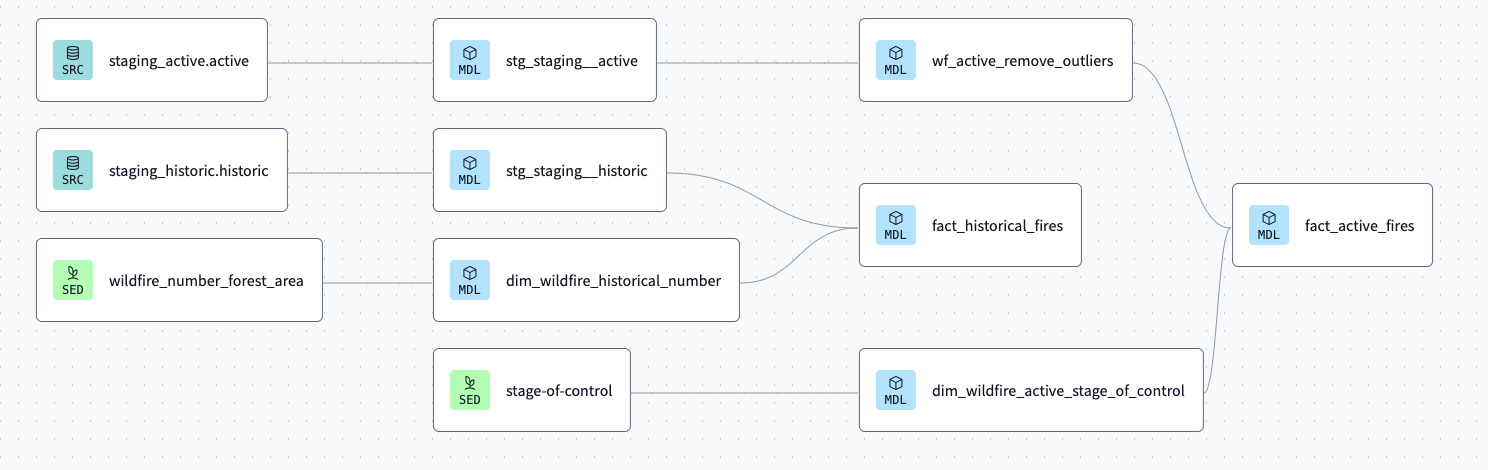 SRC staging_active.active
MDL stg_staging__active
MDL wf_active_remove_outliers
SRC staging_historic.historic
MDL stg_staging__historic
MDL fact_historical_fires
MDL fact_active_fires
SED wildfire_number_forest_area
MDL dim_wildfire_historical_number
SED stage-of-control
MDL dim_wildfire_active_stage_of_control